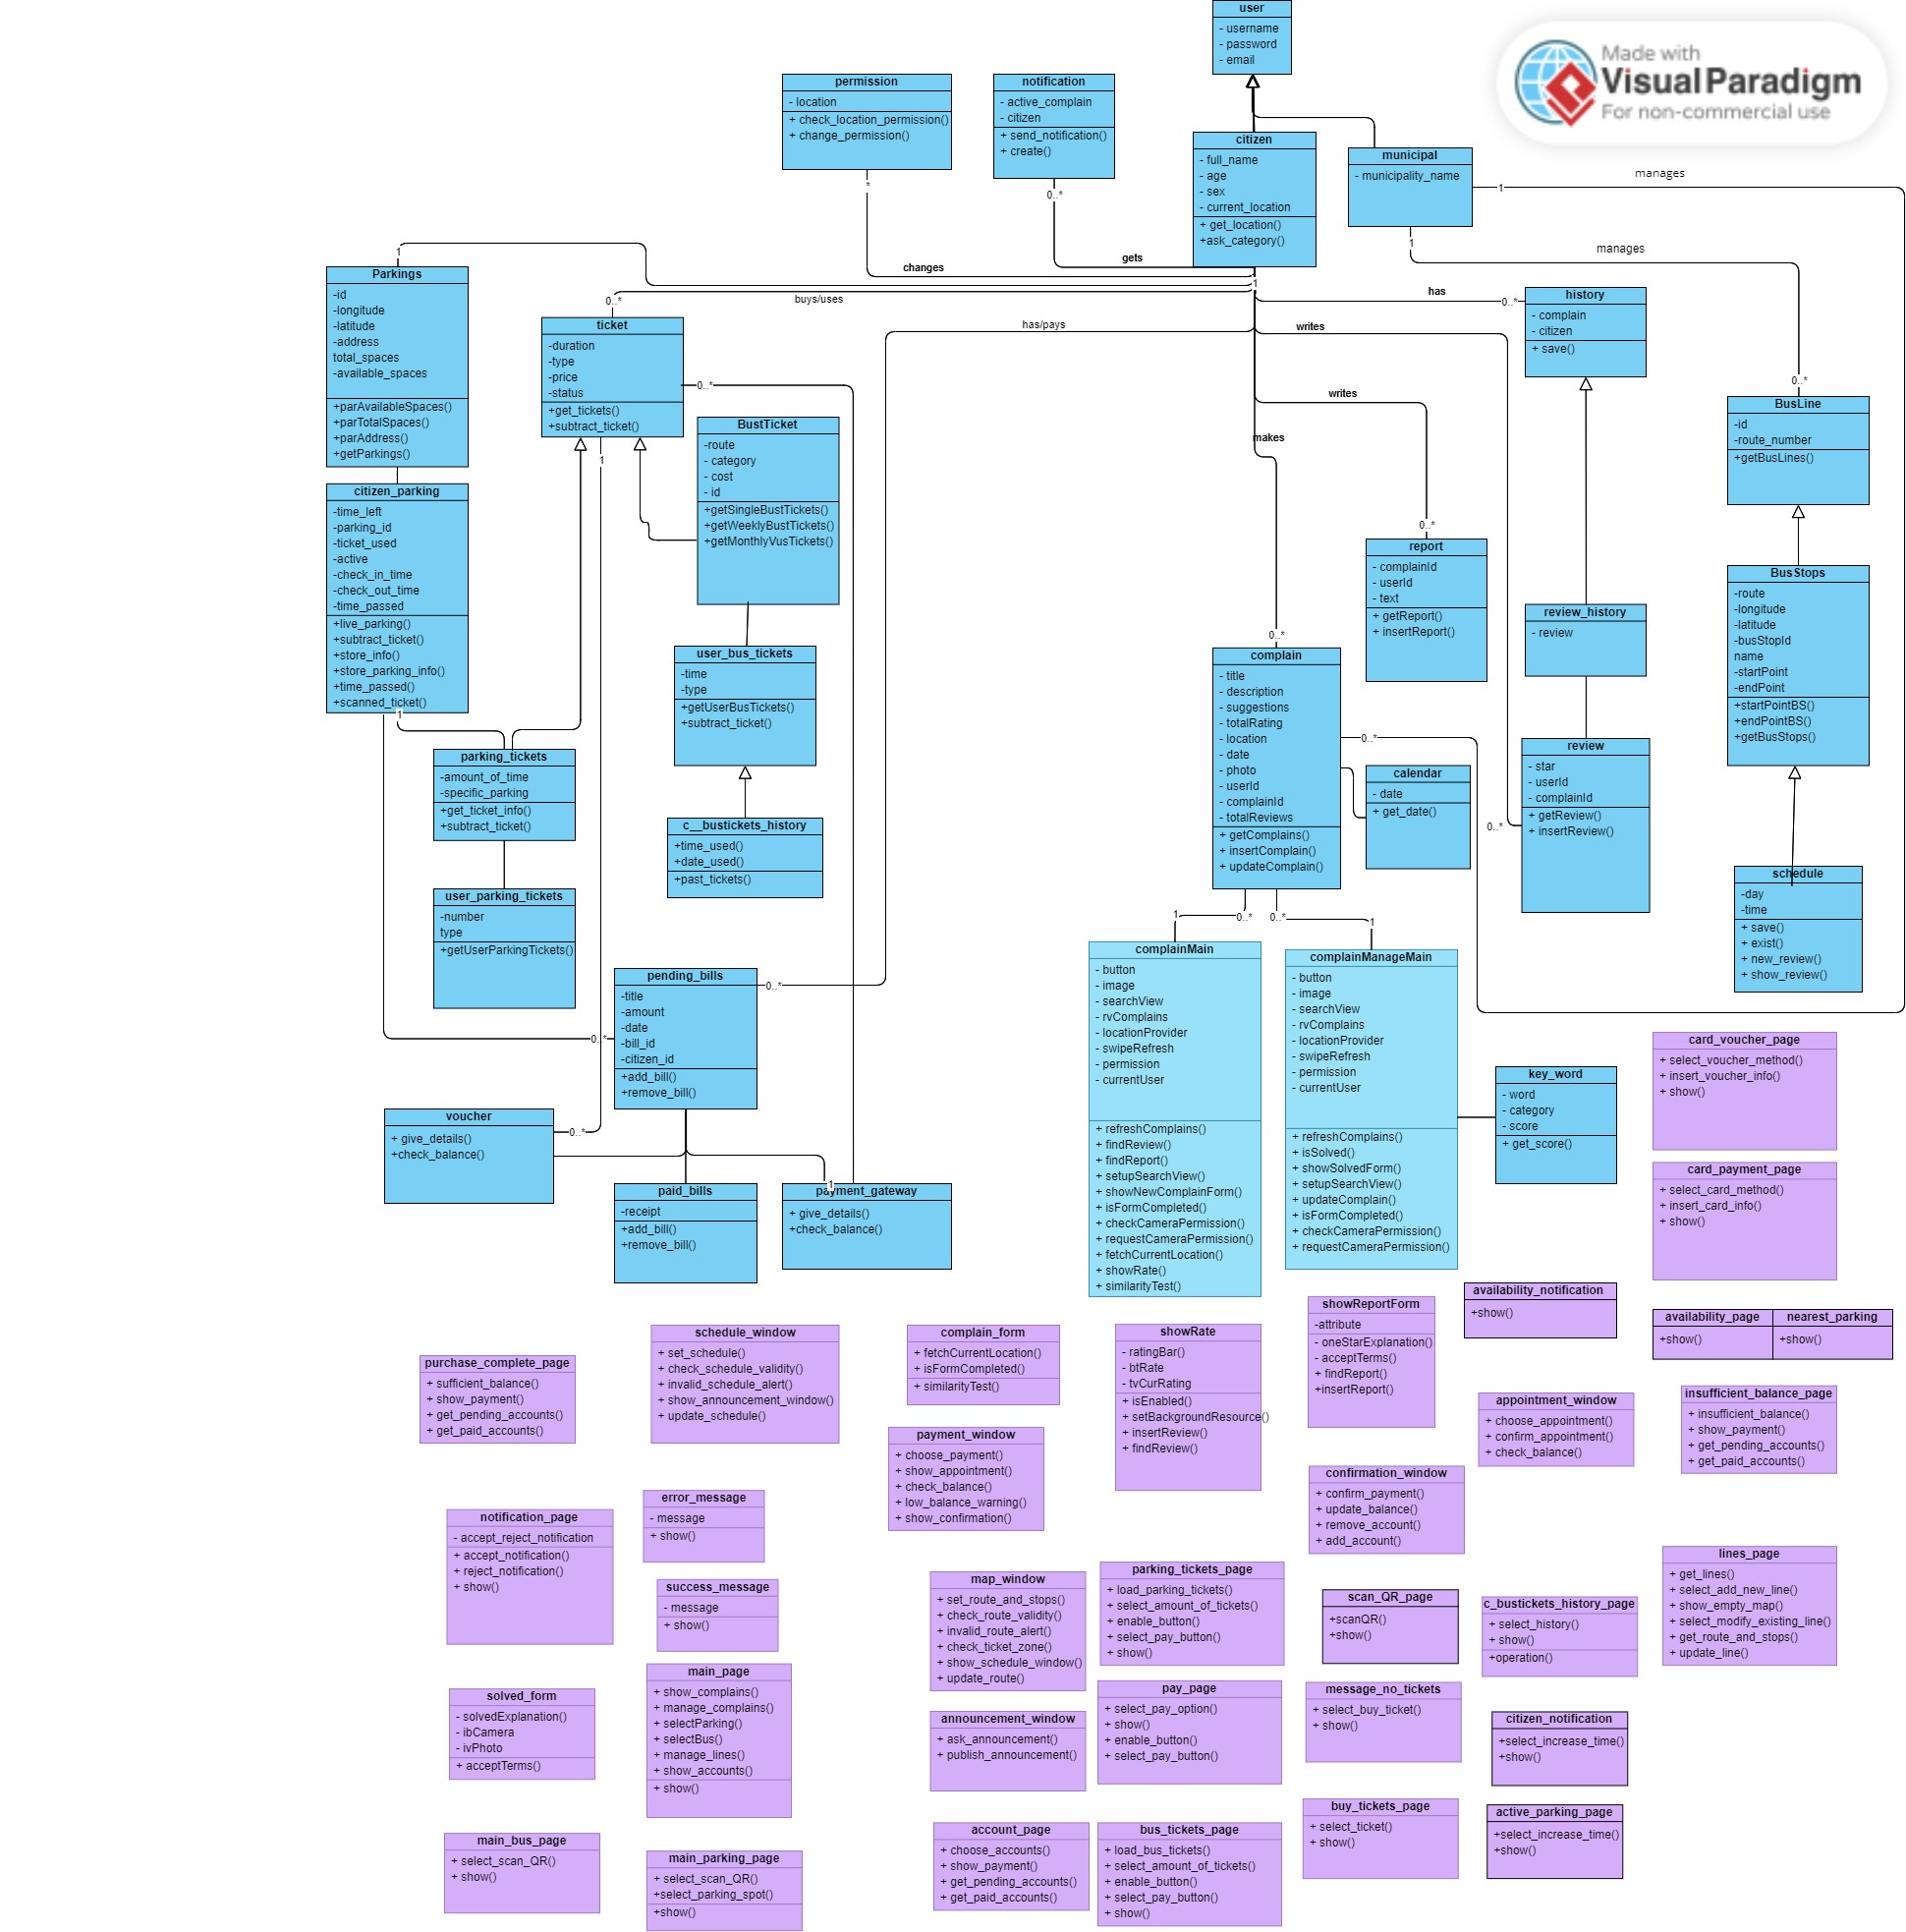 user
- username
- password
- email
Made with
Visual Paradigm
For non-commercial use
permission
- location
+ check_location_permission()
+ change_permission()
*
notification
- active_complain
- citizen
+ send_notification()
+ create()
0..*
citizen
- full_name
- age
- sex
- current_location
+ get_location()
+ask_category()
1
municipal
- municipality_name
1
manages
1
manages
changes
gets
buys/uses
has/pays
has
writes
writes
makes
1
Parkings
-id
-longitude
-latitude
-address
total_spaces
-available_spaces
+parAvailableSpaces()
+parTotalSpaces()
+parAddress()
+getParkings()
0..*
ticket
-duration
-type
-price
-status
+get_tickets()
+subtract_ticket()
0..*
1
BustTicket
-route
- category
- cost
- id
+getSingleBustTickets()
+getWeeklyBustTickets()
+getMonthlyVusTickets()
0..*
history
- complain
- citizen
+ save()
0..*
BusLine
-id
-route_number
+getBusLines()
citizen_parking
-time_left
-parking_id
-ticket_used
-active
-check_in_time
-check_out_time
-time_passed
+live_parking()
+subtract_ticket()
+store_info()
+store_parking_info()
+time_passed()
+scanned_ticket()
1
0..*
report
- complainId
- userId
- text
+ getReport()
+ insertReport()
review_history
- review
BusStops
-route
-longitude
-latitude
-busStopId
name
-startPoint
-endPoint
+startPointBS()
+endPointBS()
+getBusStops()
user_bus_tickets
-time
-type
+getUserBusTickets()
+subtract_ticket()
0..*
complain
- title
- description
- suggestions
- totalRating
- location
- date
- photo
- userId
- complainId
- totalReviews
+ getComplains()
+ insertComplain()
+ updateComplain()
0..*
calendar
- date
+ get_date()
0..*
review
- star
- userId
- complainId
+ getReview()
+ insertReview()
parking_tickets
-amount_of_time
-specific_parking
+get_ticket_info()
+subtract_ticket()
c__bustickets_history
+time_used()
+date_used()
+past_tickets()
schedule
-day
-time
+ save()
+ exist()
+ new_review()
+ show_review()
user_parking_tickets
-number
type
+getUserParkingTickets()
1
0..*
0..*
1
complainMain
- button
- image
- searchView
- rvComplains
- locationProvider
- swipeRefresh
- permission
- currentUser
+ refreshComplains()
+ findReview()
+ findReport()
+ setupSearchView()
+ showNewComplainForm()
+ isFormCompleted()
+ checkCameraPermission()
+ requestCameraPermission()
+ fetchCurrentLocation()
+ showRate()
+ similarityTest()
complainManageMain
- button
- image
- searchView
- rvComplains
- locationProvider
- swipeRefresh
- permission
- currentUser
+ refreshComplains()
+ isSolved()
+ showSolvedForm()
+ setupSearchView()
+ updateComplain()
+ isFormCompleted()
+ checkCameraPermission()
+ requestCameraPermission()
pending_bills
-title
-amount
-date
-bill_id
-citizen_id
+add_bill()
+remove_bill()
0..*
0..*
key_word
- word
- category
- score
+ get_score()
card_voucher_page
+ select_voucher_method()
+ insert_voucher_info()
+ show()
voucher
+ give_details()
+check_balance()
0..*
card_payment_page
+ select_card_method()
+ insert_card_info()
+ show()
paid_bills
-receipt
+add_bill()
+remove_bill()
1
payment_gateway
+ give_details()
+check_balance()
availability_notification
+show()
availability_page
+show()
nearest_parking
+show()
purchase_complete_page
+ sufficient_balance()
+ show_payment()
+ get_pending_accounts()
+ get_paid_accounts()
schedule_window
+ set_schedule()
+ check_schedule_validity()
+ invalid_schedule_alert()
+ show_announcement_window()
+ update_schedule()
complain_form
+ fetchCurrentLocation()
+ isFormCompleted()
+ similarityTest()
showRate
- ratingBar()
- btRate
- tvCurRating
+ isEnabled()
+ setBackgroundResource()
+ insertReview()
+ findReview()
showReportForm
-attribute
- oneStarExplanation()
- acceptTerms()
+ findReport()
+insertReport()
appointment_window
+ choose_appointment()
+ confirm_appointment()
+ check_balance()
insufficient_balance_page
+ insufficient_balance()
+ show_payment()
+ get_pending_accounts()
+ get_paid_accounts()
payment_window
+ choose_payment()
+ show_appointment()
+ check_balance()
+ low_balance_warning()
+ show_confirmation()
confirmation_window
+ confirm_payment()
+ update_balance()
+ remove_account()
+ add_account()
notification_page
- accept_reject_notification
+ accept_notification()
+ reject_notification()
+ show()
error_message
- message
+ show()
success_message
- message
+ show()
map_window
+ set_route_and_stops()
+ check_route_validity()
+ invalid_route_alert()
+ check_ticket_zone()
+ show_schedule_window()
+ update_route()
parking_tickets_page
+ load_parking_tickets()
+ select_amount_of_tickets()
+ enable_button()
+ select_pay_button()
+ show()
scan_QR_page
+scanQR()
+show()
c_bustickets_history_page
+ select_history()
+ show()
+operation()
lines_page
+ get_lines()
+ select_add_new_line()
+ show_empty_map()
+ select_modify_existing_line()
+ get_route_and_stops()
+ update_line()
solved_form
- solvedExplanation()
- ibCamera
- ivPhoto
+ acceptTerms()
main_page
+ show_complains()
+ manage_complains()
+ selectParking()
+ selectBus()
+ manage_lines()
+ show_accounts()
+ show()
announcement_window
+ ask_announcement()
+ publish_announcement()
pay_page
+ select_pay_option()
+ show()
+ enable_button()
+ select_pay_button()
message_no_tickets
+ select_buy_ticket()
+ show()
citizen_notification
+select_increase_time()
+show()
main_bus_page
+ select_scan_QR()
+ show()
main_parking_page
+ select_scan_QR()
+select_parking_spot()
+show()
account_page
+ choose_accounts()
+ show_payment()
+ get_pending_accounts()
+ get_paid_accounts()
bus_tickets_page
+ load_bus_tickets()
+ select_amount_of_tickets()
+ enable_button()
+ select_pay_button()
+ show()
buy_tickets_page
+ select_ticket()
+ show()
active_parking_page
+select_increase_time()
+show()